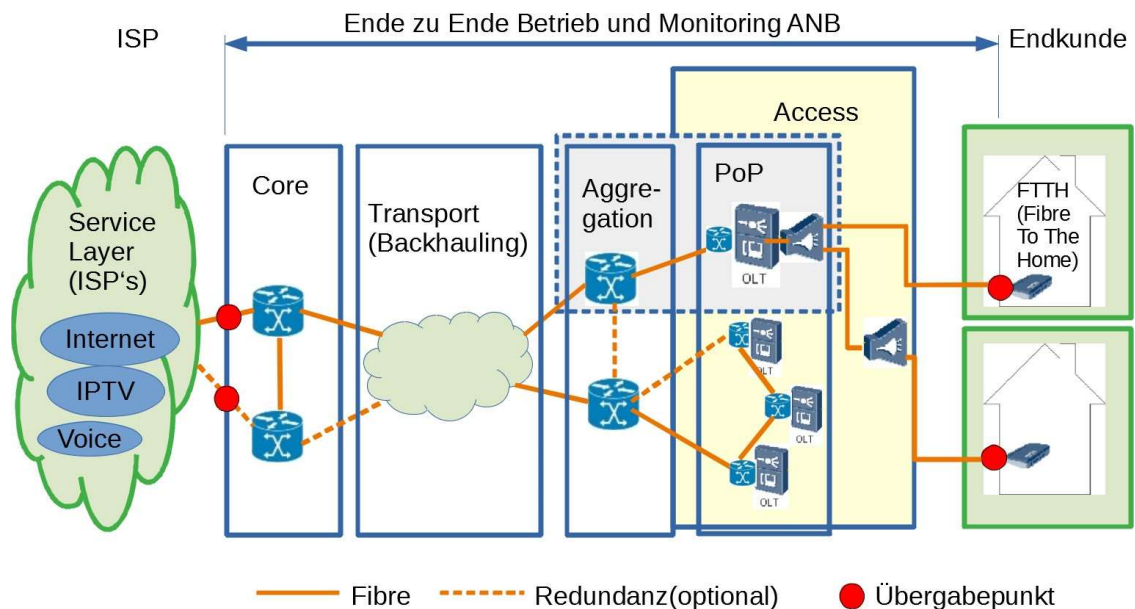 ISP
Ende zu Ende Betrieb und Monitoring ANB
Endkunde
Access
Service
Layer
(ISP‘s)
Internet
IPTV
Voice
Core
Transport
(Backhauling)
Aggre-
gation
PoP
OLT
OLT
OLT
OLT
FTTH
(Fibre
To The
Home)
Fibre
Redundanz(optional)
Übergabepunkt